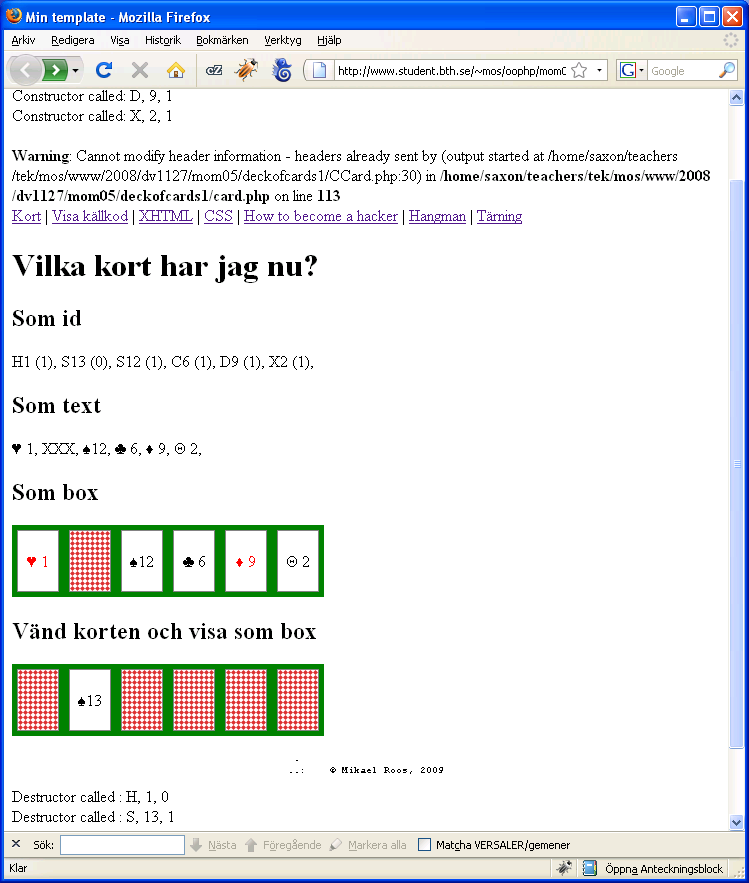 Min template - Mozilla Firefox
Arkiv Redigera Visa Historik Bokmärken Verktyg Hjälp
http://www.student.bth.se/~mos/oophp/mom0 G Google
Constructor called: D, 9, 1
Constructor called: X, 2, 1
Warning: Cannot modify header information - headers already sent by (output started at /home/saxon/teachers
/tek/mos/www/2008/dv1127/mom05/deckofcards1/CCard.php:30) in /home/saxon/teachers/tek/mos/www/2008
/dv1127/mom05/deckofcards1/card.php on line 113
Kort | Visa källkod | XHTML | CSS | How to become a hacker | Hangman | Tärning
Vilka kort har jag nu?
Som id
H1 (1), S13 (0), S12 (1), C6 (1), D9 (1), X2 (1),
Som text
♥ 1, XXX, ♠12, ♣ 6, ♦ 9, Θ 2,
Som box
♥ 1 ♠12 ♣ 6 ♦ 9 Θ 2
Vänd korten och visa som box
♠13
..: © Mikael Roos, 2009
Destructor called : H, 1, 0
Destructor called : S, 13, 1
Sök: Nästa Föregående Markera alla Matcha VERSALER/gemener
Klar Öppna Anteckningsblock